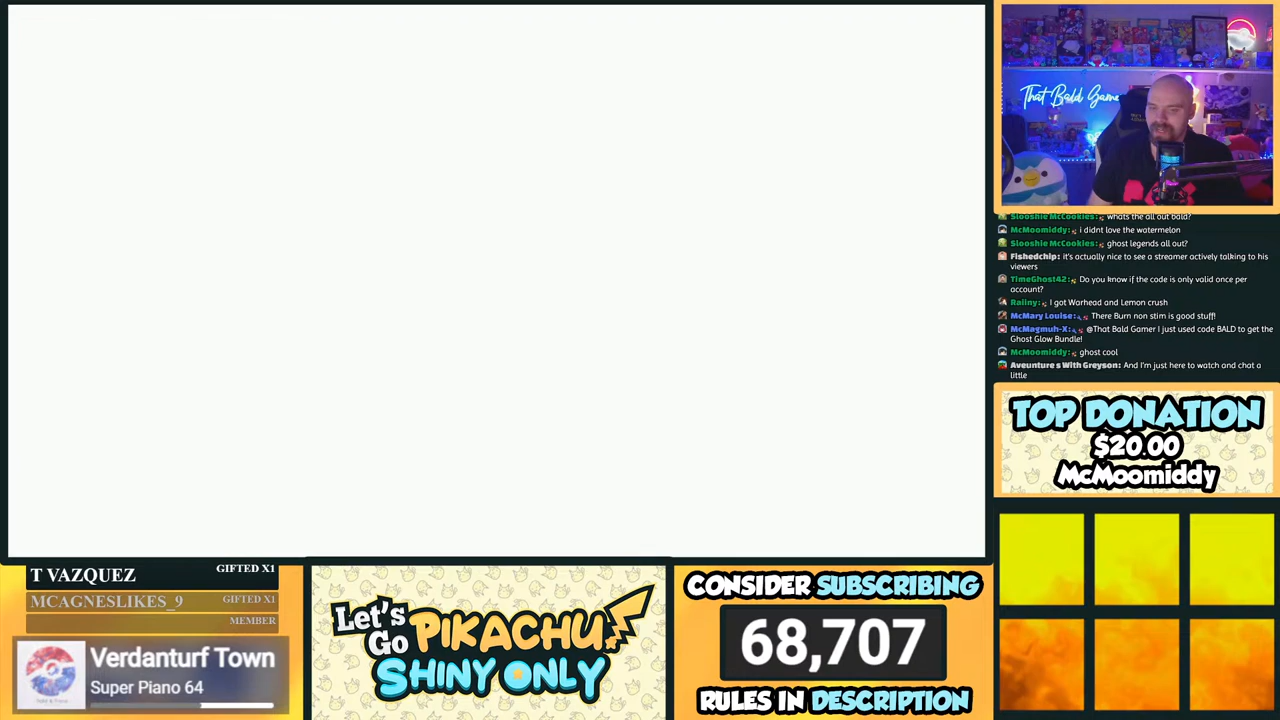 That Bald Game
Slooshie McCookies: whats the all out bald?
McMoomiddy: i didnt love the watermelon
Slooshie McCookies: ghost legends all out?
Fishedchip: it's actually nice to see a streamer actively talking to his
viewers
TimeGhost42: Do you know if the code is only valid once per
account?
Raiiny: I got Warhead and Lemon crush
McMary Louise: There Burn non stim is good stuff!
McMagmuh-X: @That Bald Gamer I just used code BALD to get the
Ghost Glow Bundle!
McMoomiddy: ghost cool
Aveunture s With Greyson: And I'm just here to watch and chat a
little
TOP DONATION
$20.00
McMoomiddy
T VAZQUEZ GIFTED X1
MCAGNESLIKES_9 GIFTED X1
MEMBER
Verdanturf Town
Super Piano 64
Let's
Go PIKACHU
SHINY ONLY
CONSIDER SUBSCRIBING
68,707
RULES IN DESCRIPTION